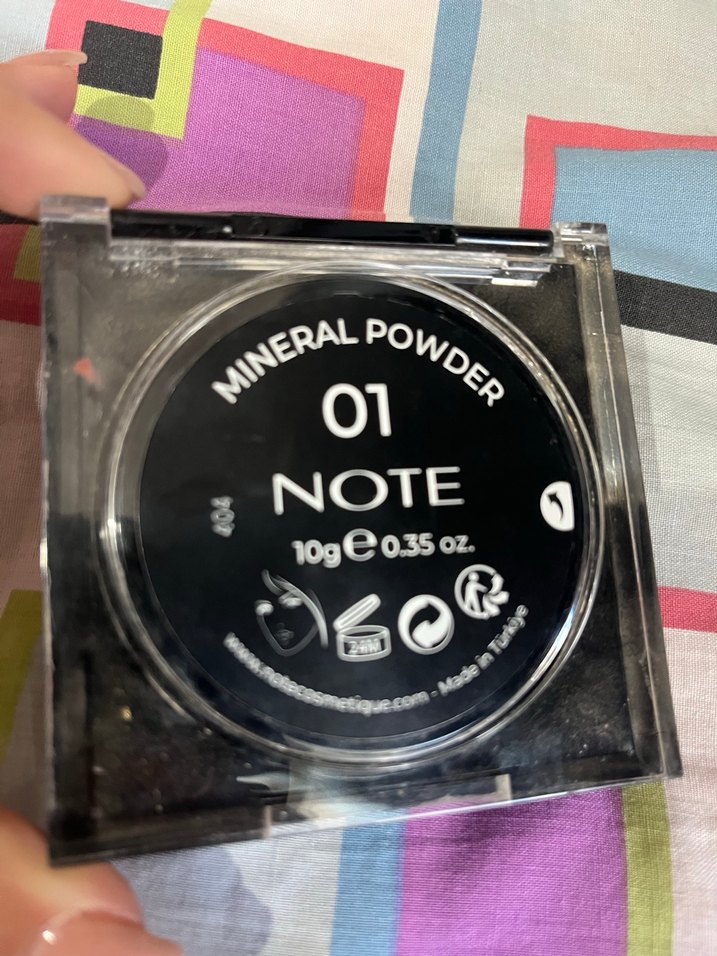 MINERAL POWDER
01
NOTE
404
10g e 0.35 oz.
24M
www.notecosmetique.com - Made in Türkiye